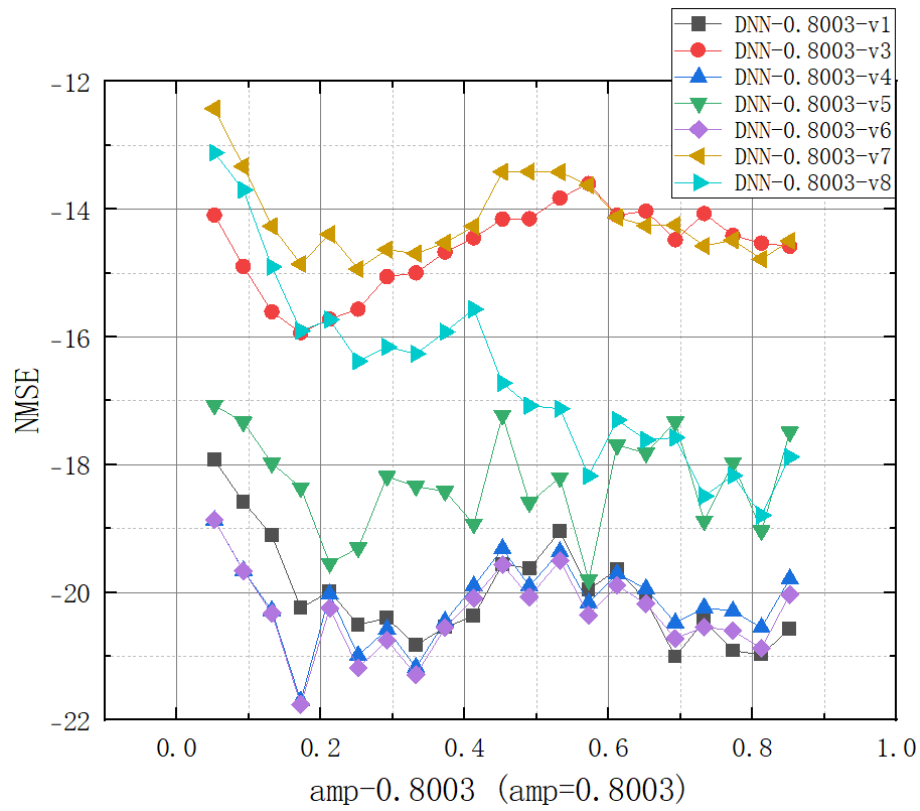 DNN-0.8003-v1
DNN-0.8003-v3
DNN-0.8003-v4
DNN-0.8003-v5
DNN-0.8003-v6
DNN-0.8003-v7
DNN-0.8003-v8
-12
-14
-16
-18
-20
-22
NMSE
0.0 0.2 0.4 0.6 0.8 1.0
amp-0.8003 (amp=0.8003)